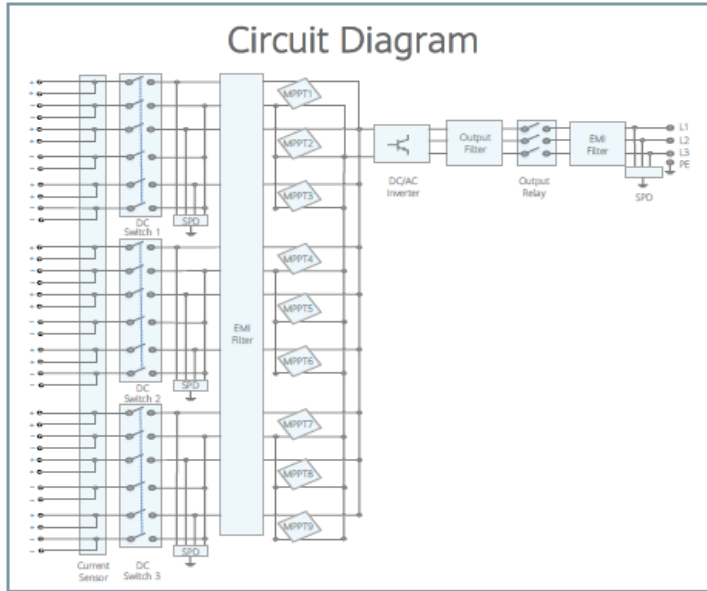 Circuit Diagram
+
+
−
−
+
+
−
−
+
+
−
−
DC
Switch 1
SPD
+
+
−
−
+
+
−
−
+
+
−
−
DC
Switch 2
SPD
+
+
−
−
+
+
−
−
+
+
−
−
Current
Sensor
DC
Switch 3
SPD
EMI
Filter
MPPT1
MPPT2
MPPT3
MPPT4
MPPT5
MPPT6
MPPT7
MPPT8
MPPT9
DC/AC
Inverter
Output
Filter
Output
Relay
EMI
Filter
L1
L2
L3
PE
SPD